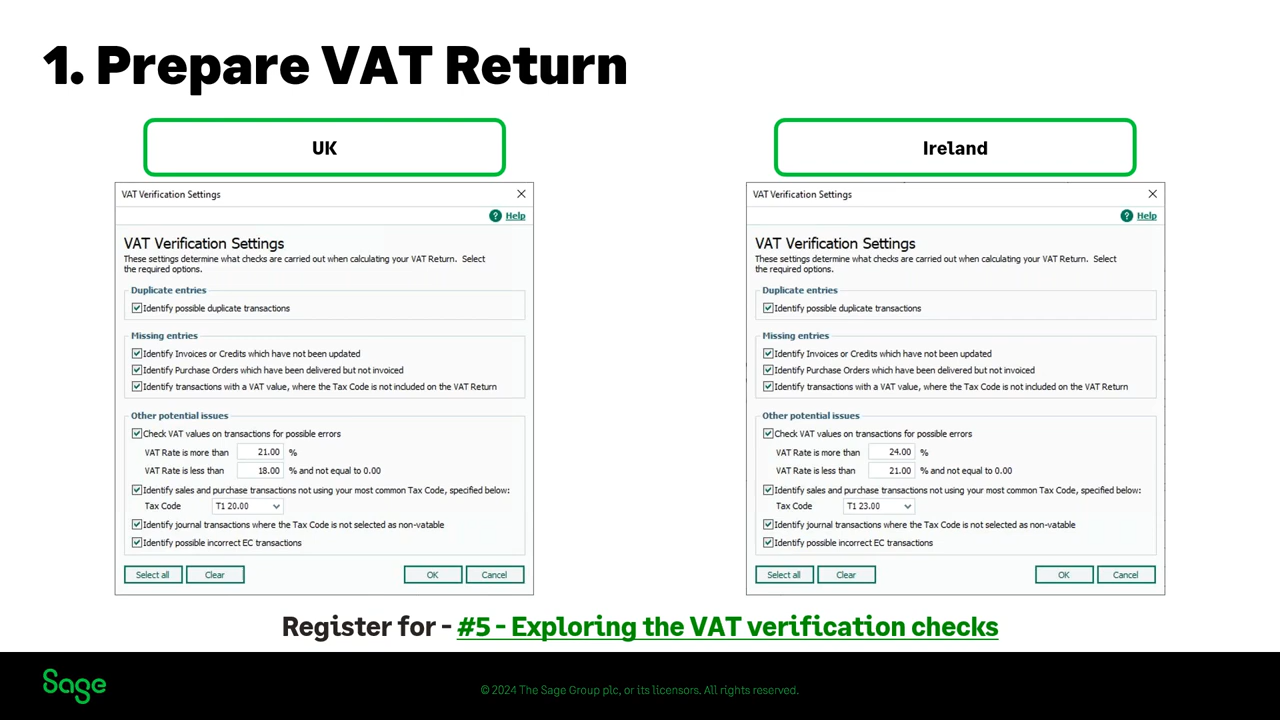 1. Prepare VAT Return
UK
VAT Verification Settings
? Help
VAT Verification Settings
These settings determine what checks are carried out when calculating your VAT Return. Select
the required options.
Duplicate entries
Identify possible duplicate transactions
Missing entries
Identify Invoices or Credits which have not been updated
Identify Purchase Orders which have been delivered but not invoiced
Identify transactions with a VAT value, where the Tax Code is not included on the VAT Return
Other potential issues
Check VAT values on transactions for possible errors
VAT Rate is more than 21.00 %
VAT Rate is less than 18.00 % and not equal to 0.00
Identify sales and purchase transactions not using your most common Tax Code, specified below:
Tax Code T1 20.00
Identify journal transactions where the Tax Code is not selected as non-vatable
Identify possible incorrect EC transactions
Select all Clear OK Cancel
Ireland
VAT Verification Settings
? Help
VAT Verification Settings
These settings determine what checks are carried out when calculating your VAT Return. Select
the required options.
Duplicate entries
Identify possible duplicate transactions
Missing entries
Identify Invoices or Credits which have not been updated
Identify Purchase Orders which have been delivered but not invoiced
Identify transactions with a VAT value, where the Tax Code is not included on the VAT Return
Other potential issues
Check VAT values on transactions for possible errors
VAT Rate is more than 24.00 %
VAT Rate is less than 21.00 % and not equal to 0.00
Identify sales and purchase transactions not using your most common Tax Code, specified below:
Tax Code T1 23.00
Identify journal transactions where the Tax Code is not selected as non-vatable
Identify possible incorrect EC transactions
Select all Clear OK Cancel
Register for - #5 - Exploring the VAT verification checks
Sage
© 2024 The Sage Group plc, or its licensors. All rights reserved.